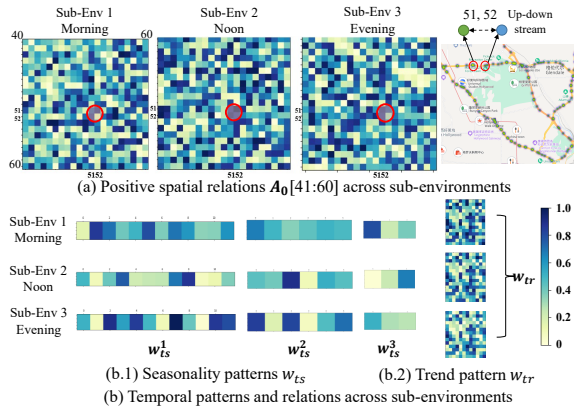 Sub-Env 1
Morning
Sub-Env 2
Noon
Sub-Env 3
Evening
51, 52
Up-down
stream
40
60
51
52
60
51
52
51
52
5152
5152
5152
(a) Positive spatial relations A₀[41:60] across sub-environments
Sub-Env 1
Morning
Sub-Env 2
Noon
Sub-Env 3
Evening
w¹ts
w²ts
w³ts
wtr
1.0
0.8
0.6
0.4
0.2
0
(b.1) Seasonality patterns wts
(b.2) Trend pattern wtr
(b) Temporal patterns and relations across sub-environments